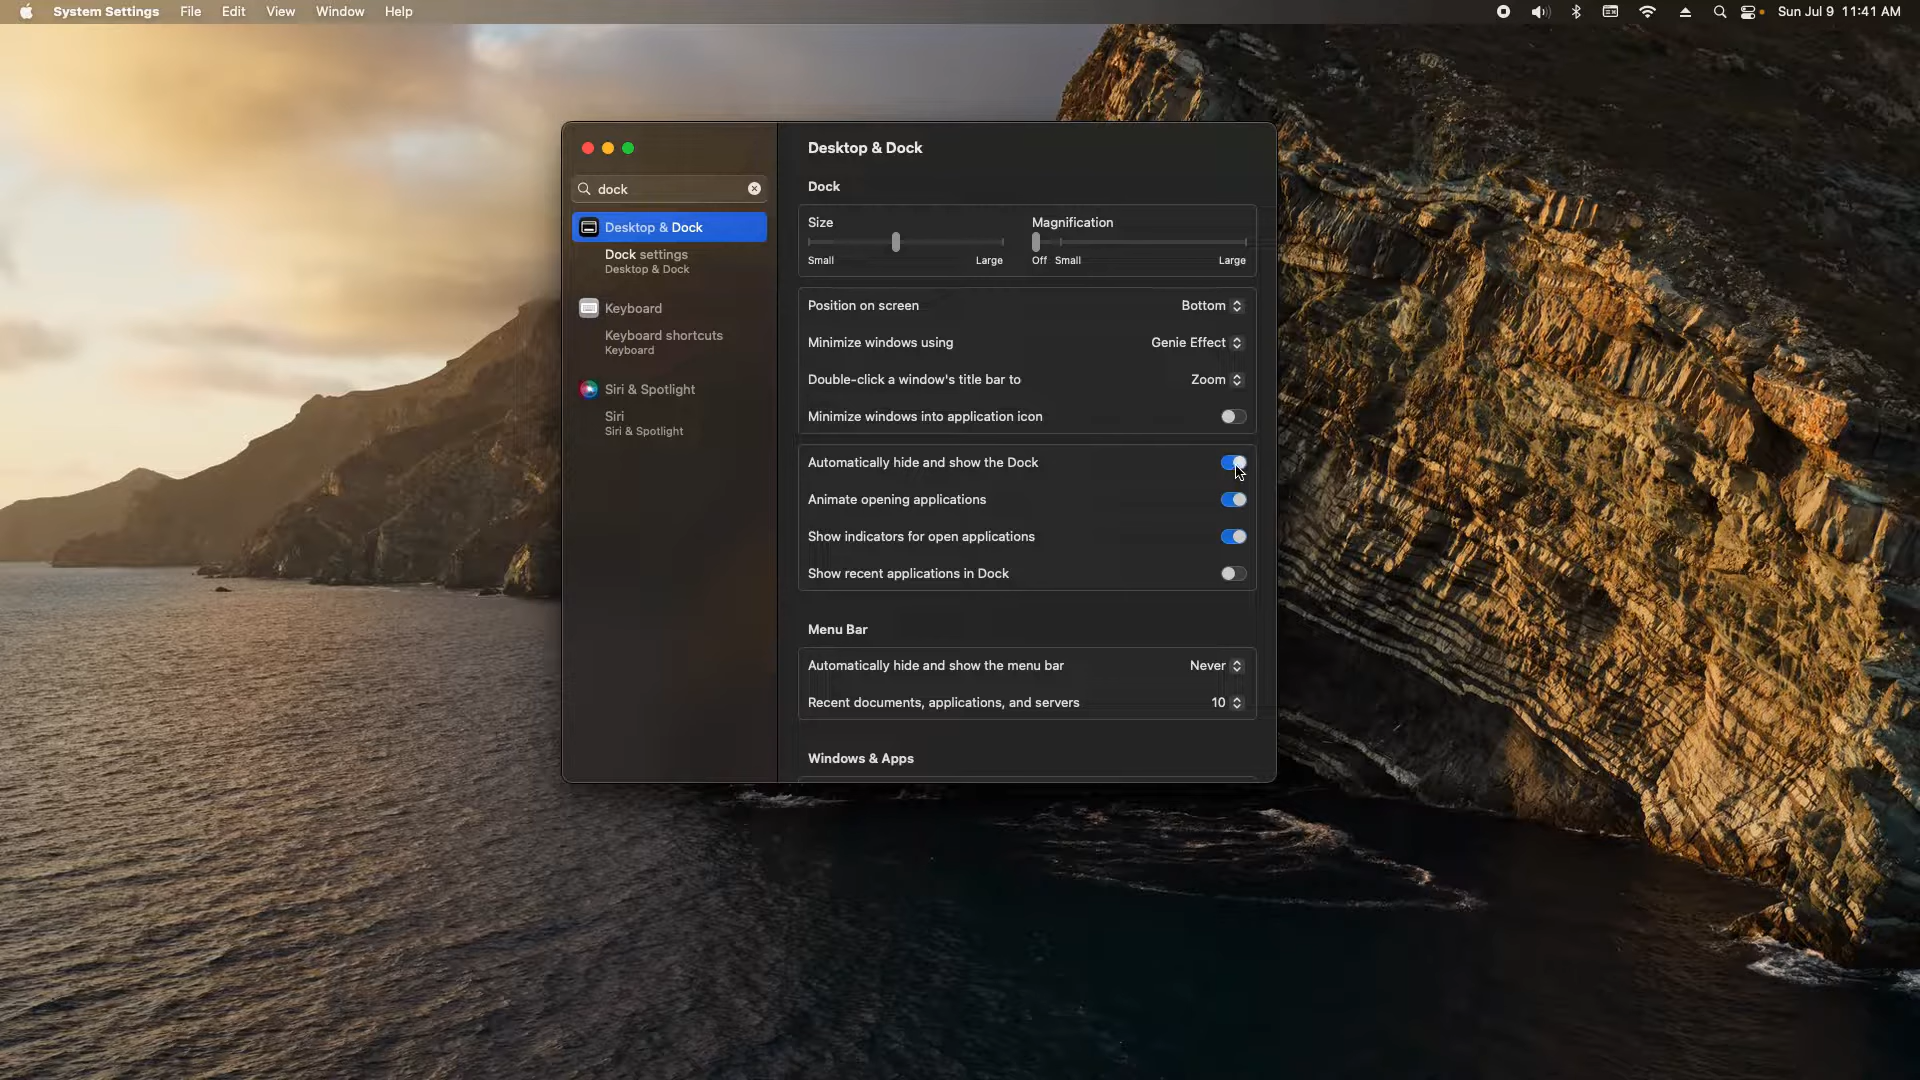 System Settings File Edit View Window Help Sun Jul 9 11:41 AM
dock
Desktop & Dock
Dock settings
Desktop & Dock
Keyboard
Keyboard shortcuts
Keyboard
Siri & Spotlight
Siri
Siri & Spotlight
Desktop & Dock
Dock
Size Magnification
Small Large Off Small Large
Position on screen Bottom
Minimize windows using Genie Effect
Double-click a window's title bar to Zoom
Minimize windows into application icon
Automatically hide and show the Dock
Animate opening applications
Show indicators for open applications
Show recent applications in Dock
Menu Bar
Automatically hide and show the menu bar Never
Recent documents, applications, and servers 10
Windows & Apps